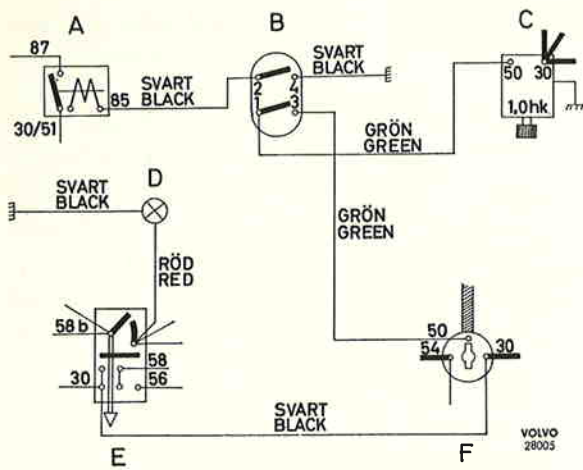 A
B
C
87
30/51
85
SVART
BLACK
2
4
1
3
SVART
BLACK
50
30
1,0hk
GRÖN
GREEN
D
SVART
BLACK
RÖD
RED
GRÖN
GREEN
58 b
58
30
56
E
50
54
30
SVART
BLACK
F
VOLVO
28005